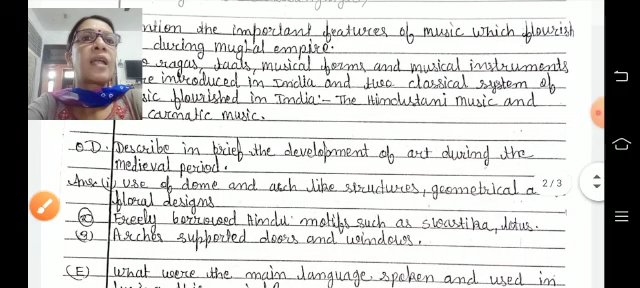 ntion the important features of music which flourish
during mughal empire.
ragas, taals, musical forms and musical instruments
re introduced in India and two classical system of
sic flourished in India:- The Hindustani music and
carnatic music.
Q D. Describe in brief the development of art during the
medieval period.
Ans:(i) use of dome and arch like structures, geometrical a
floral designs
(2) Freely borrowed Hindu motifs such as swastika, lotus.
(3) Arches supported doors and windows.
(E) What were the main language spoken and used in
2/3